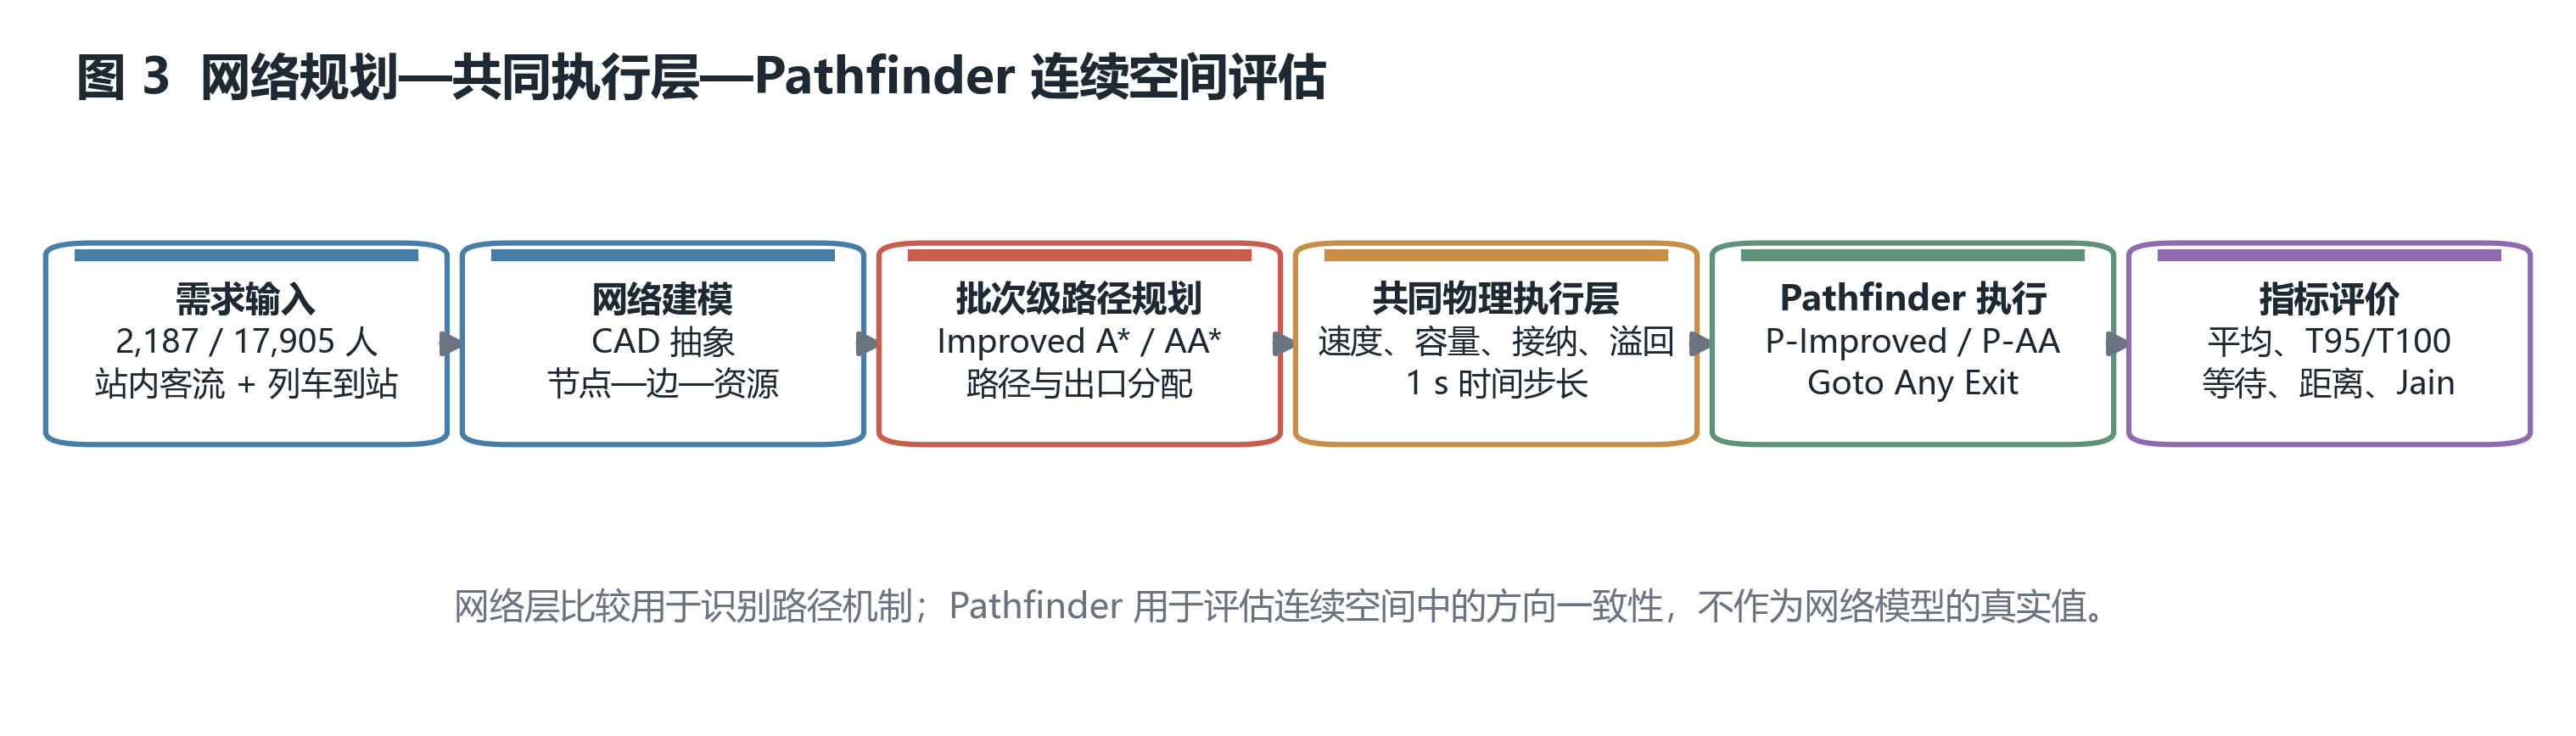 图 3 网络规划—共同执行层—Pathfinder 连续空间评估
需求输入
2,187 / 17,905 人
站内客流 + 列车到站
网络建模
CAD 抽象
节点—边—资源
批次级路径规划
Improved A* / AA*
路径与出口分配
共同物理执行层
速度、容量、接纳、溢回
1 s 时间步长
Pathfinder 执行
P-Improved / P-AA
Goto Any Exit
指标评价
平均、T95/T100
等待、距离、Jain
网络层比较用于识别路径机制；Pathfinder 用于评估连续空间中的方向一致性，不作为网络模型的真实值。